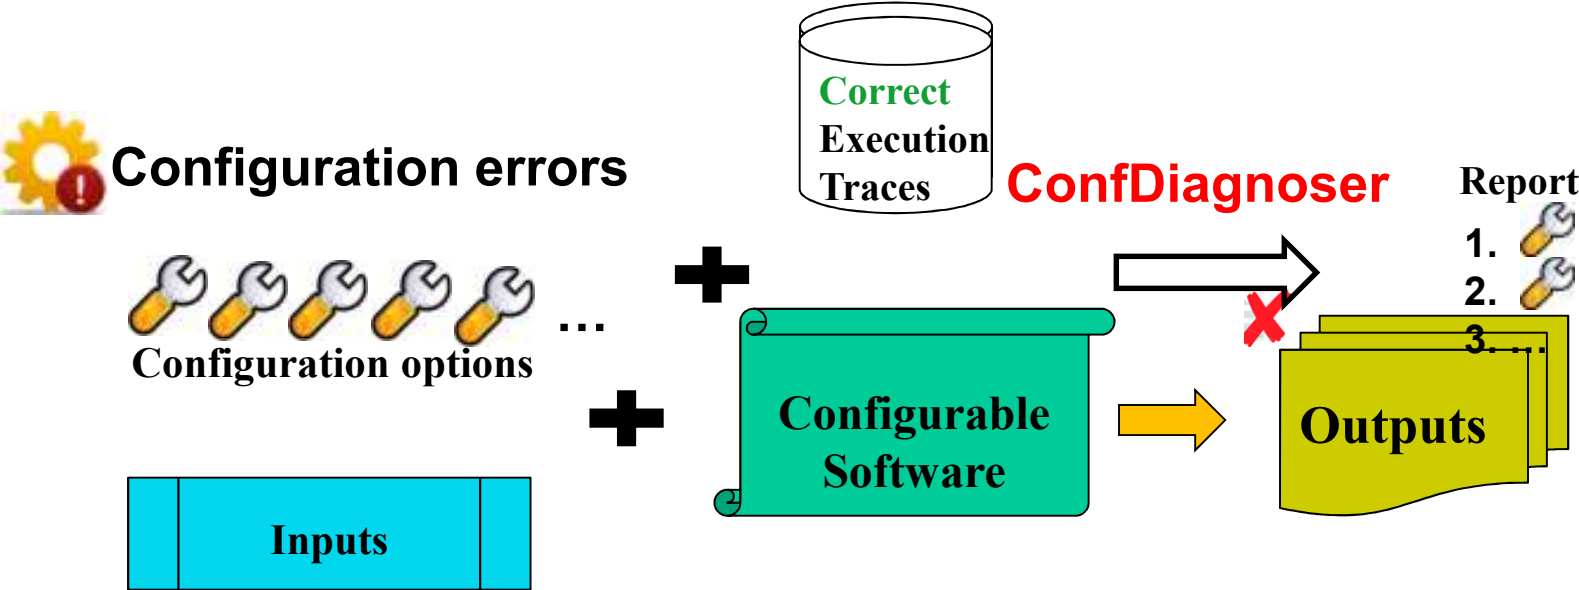 Correct
Execution
Traces
Configuration errors
ConfDiagnoser
Report
1.
2.
3. ...
...
Configuration options
Configurable
Software
Outputs
Inputs